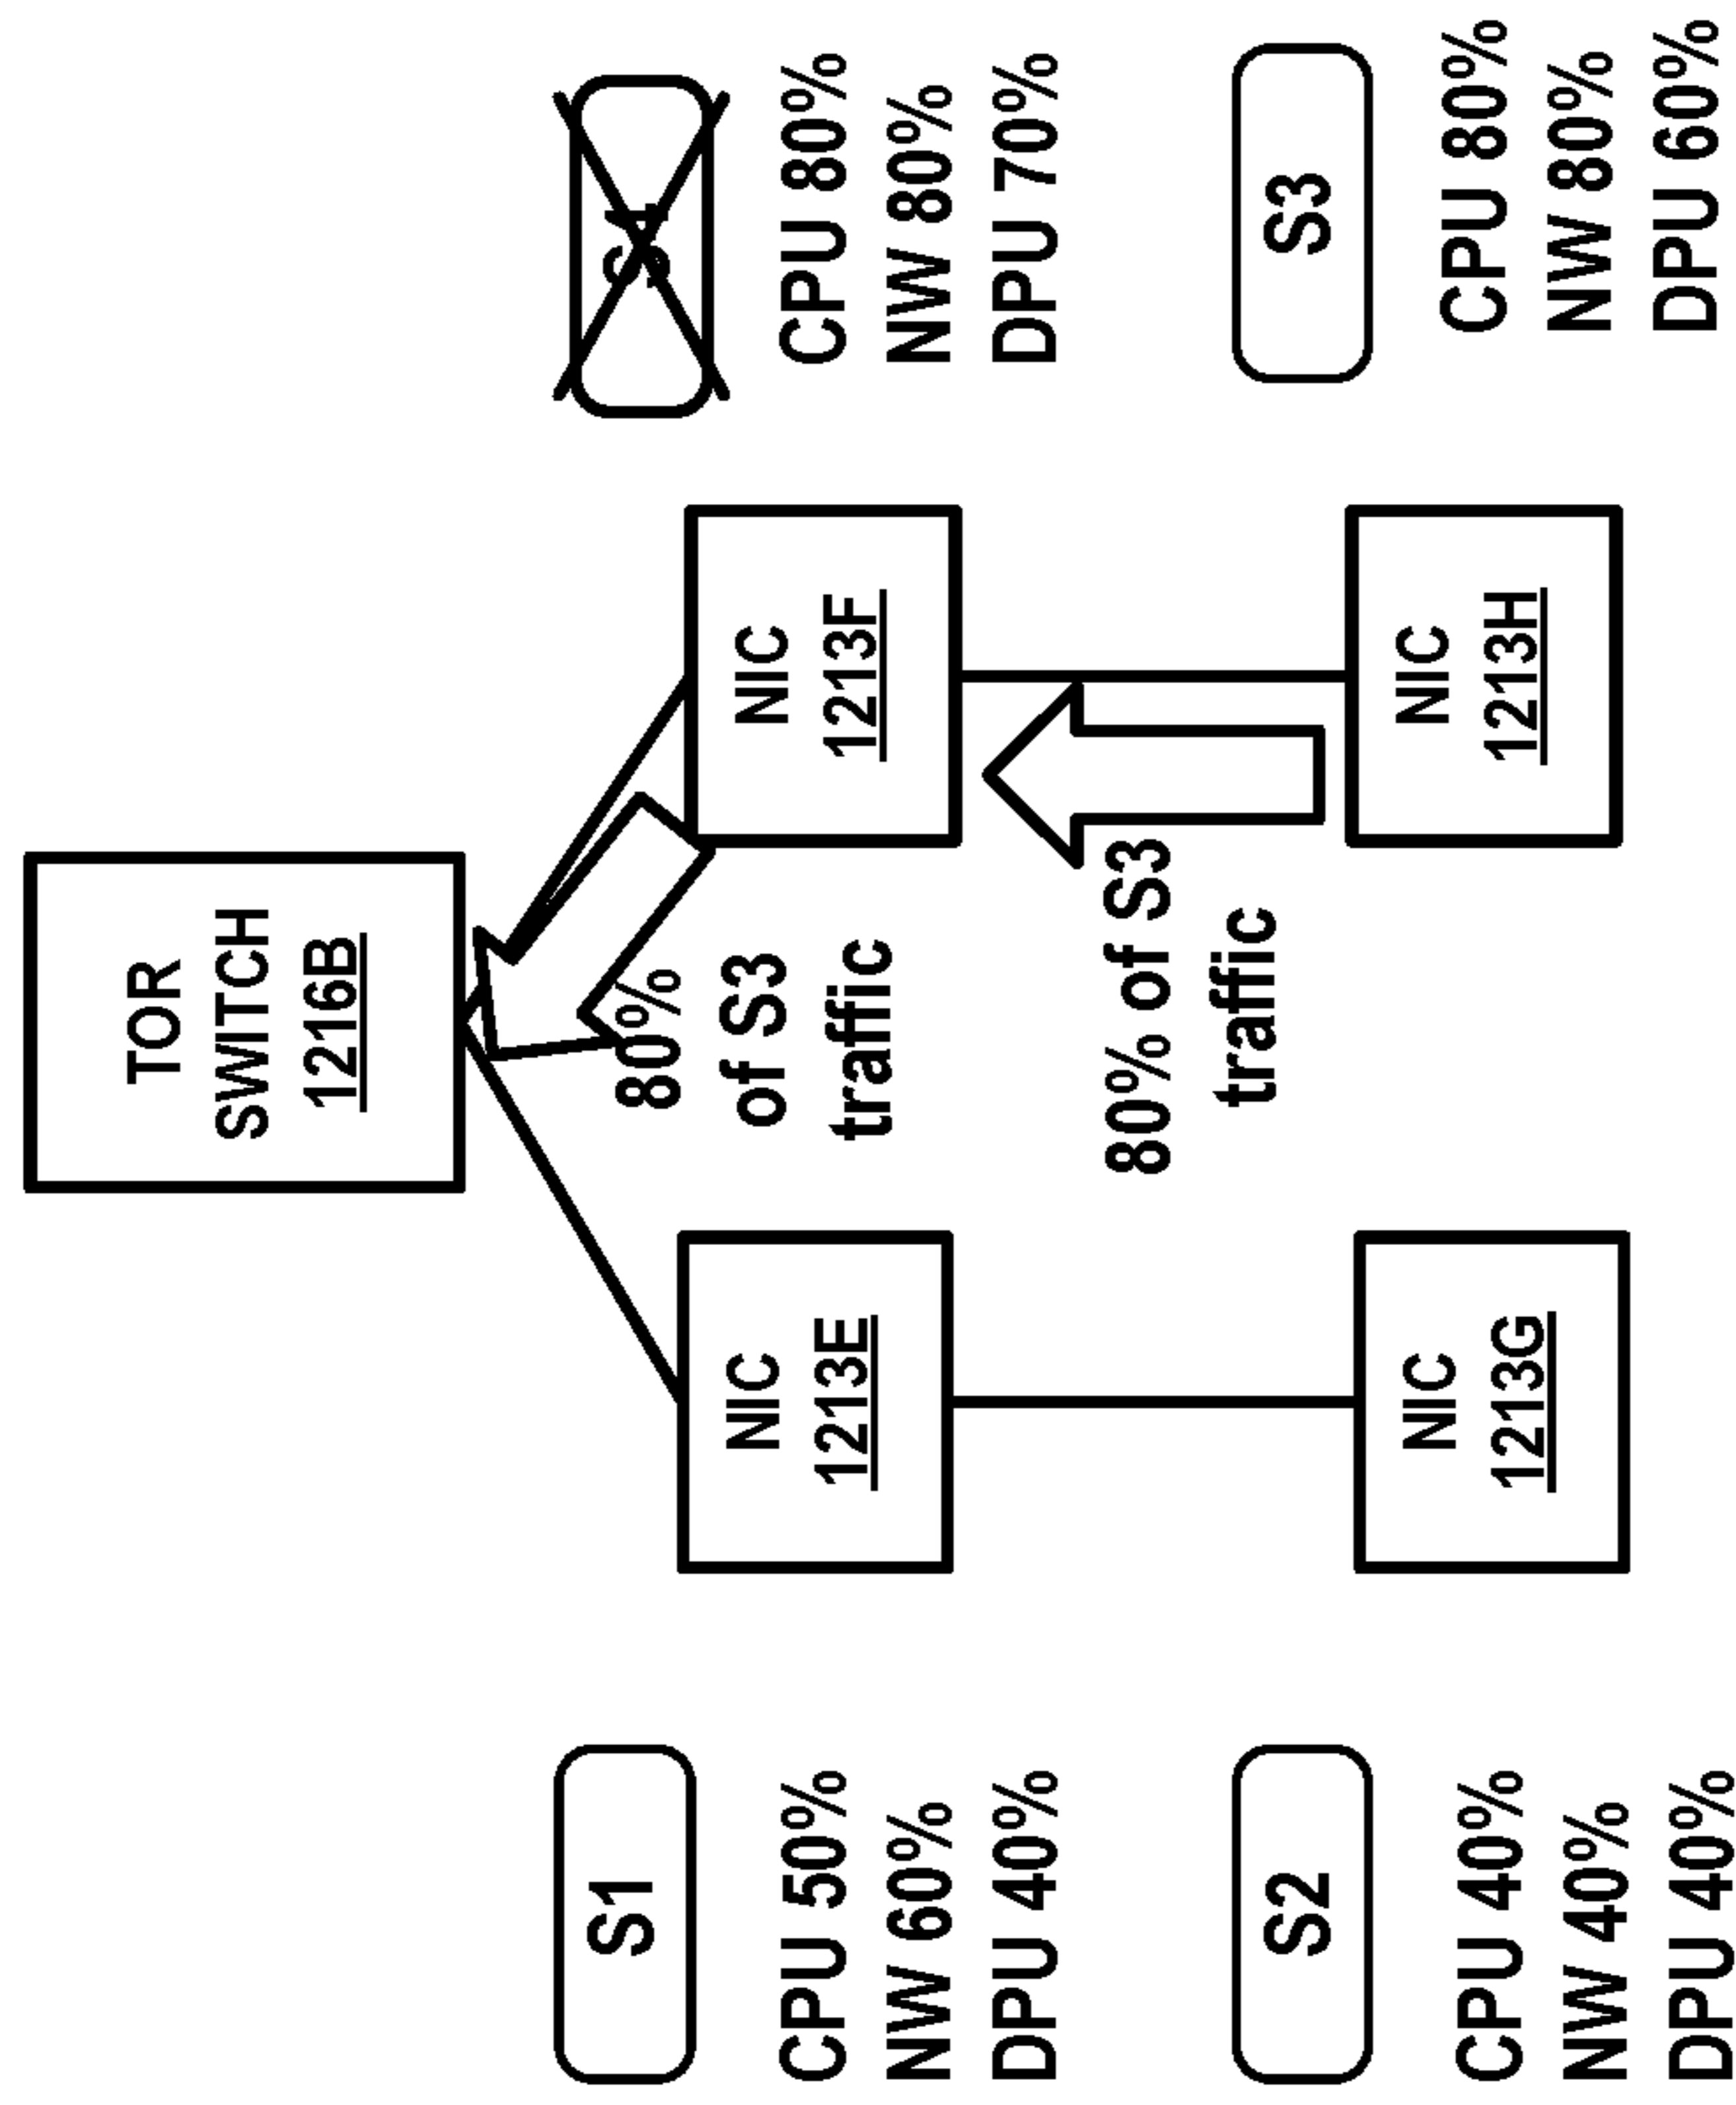 TOR
SWITCH
1216B
S1
CPU 50%
NW 60%
DPU 40%
NIC
1213E
80%
of S3
traffic
NIC
1213F
S4
CPU 80%
NW 80%
DPU 70%
80% of S3
traffic
S2
CPU 40%
NW 40%
DPU 40%
NIC
1213G
NIC
1213H
S3
CPU 80%
NW 80%
DPU 60%